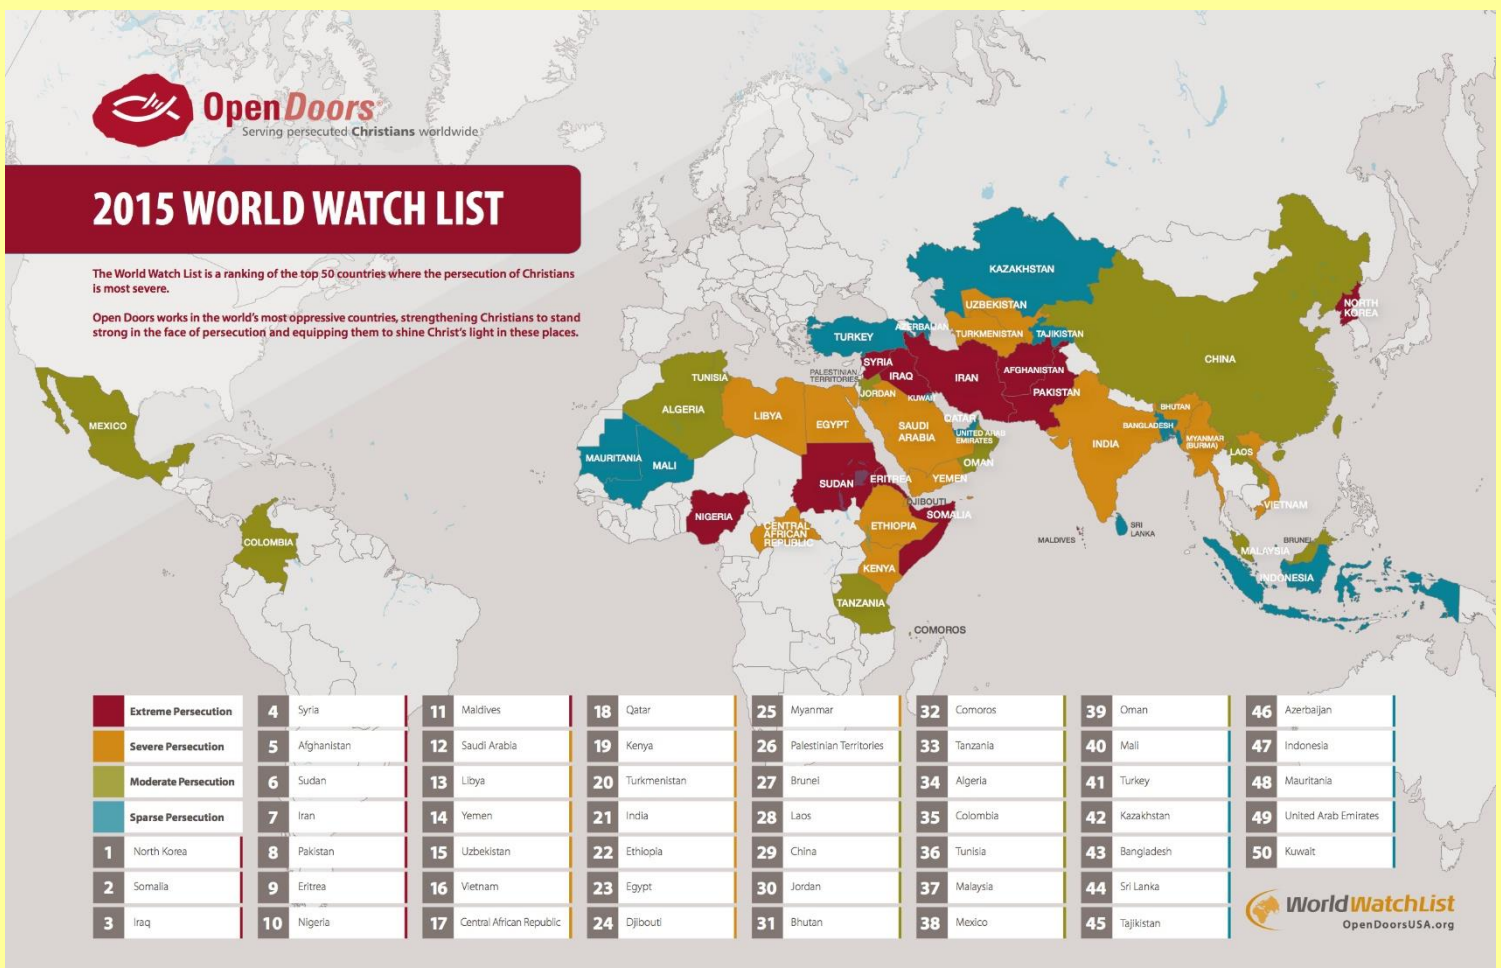 OpenDoors
Serving persecuted Christians worldwide
2015 WORLD WATCH LIST
The World Watch List is a ranking of the top 50 countries where the persecution of Christians
is most severe.
Open Doors works in the world's most oppressive countries, strengthening Christians to stand
strong in the face of persecution and equipping them to shine Christ's light in these places.
KAZAKHSTAN
UZBEKISTAN
NORTH
KOREA
AZERBAIJAN
TURKMENISTAN
TAJIKISTAN
TURKEY
CHINA
SYRIA
PALESTINIAN
TERRITORIES
IRAQ
IRAN
AFGHANISTAN
TUNISIA
JORDAN
KUWAIT
PAKISTAN
ALGERIA
LIBYA
EGYPT
SAUDI
ARABIA
QATAR
UNITED ARAB
EMIRATES
BHUTAN
BANGLADESH
MEXICO
INDIA
MYANMAR
(BURMA)
LAOS
MAURITANIA
MALI
OMAN
SUDAN
ERITREA
YEMEN
DJIBOUTI
VIETNAM
NIGERIA
SOMALIA
CENTRAL
AFRICAN
REPUBLIC
ETHIOPIA
SRI
LANKA
MALDIVES
COLOMBIA
BRUNEI
MALAYSIA
KENYA
INDONESIA
TANZANIA
COMOROS
Extreme Persecution
Severe Persecution
Moderate Persecution
Sparse Persecution
1 North Korea
2 Somalia
3 Iraq
4 Syria
5 Afghanistan
6 Sudan
7 Iran
8 Pakistan
9 Eritrea
10 Nigeria
11 Maldives
12 Saudi Arabia
13 Libya
14 Yemen
15 Uzbekistan
16 Vietnam
17 Central African Republic
18 Qatar
19 Kenya
20 Turkmenistan
21 India
22 Ethiopia
23 Egypt
24 Djibouti
25 Myanmar
26 Palestinian Territories
27 Brunei
28 Laos
29 China
30 Jordan
31 Bhutan
32 Comoros
33 Tanzania
34 Algeria
35 Colombia
36 Tunisia
37 Malaysia
38 Mexico
39 Oman
40 Mali
41 Turkey
42 Kazakhstan
43 Bangladesh
44 Sri Lanka
45 Tajikistan
46 Azerbaijan
47 Indonesia
48 Mauritania
49 United Arab Emirates
50 Kuwait
WorldWatchList
OpenDoorsUSA.org